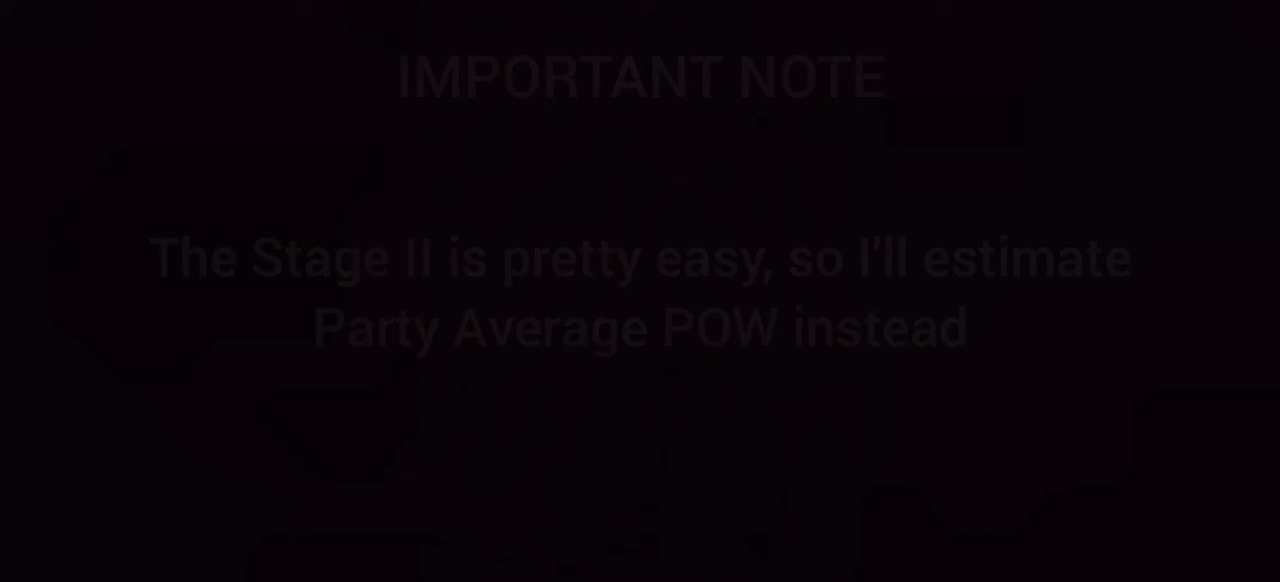 IMPORTANT NOTE
The Stage II is pretty easy, so I'll estimate
Party Average POW instead